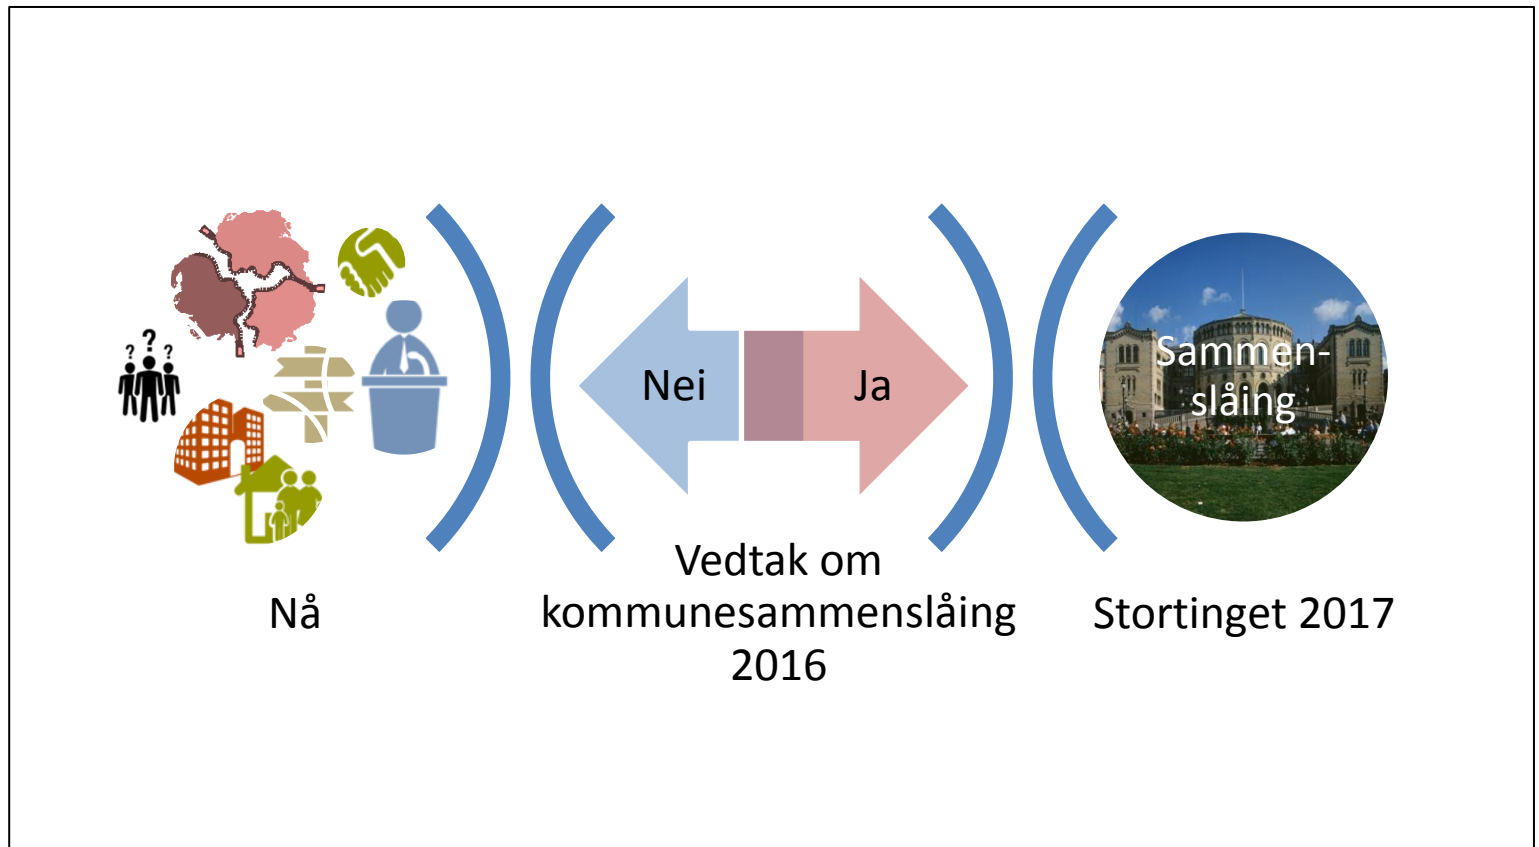 ? ? ?
Nå
Nei
Ja
Vedtak om
kommunesammenslåing
2016
Sammen-
slåing
Stortinget 2017